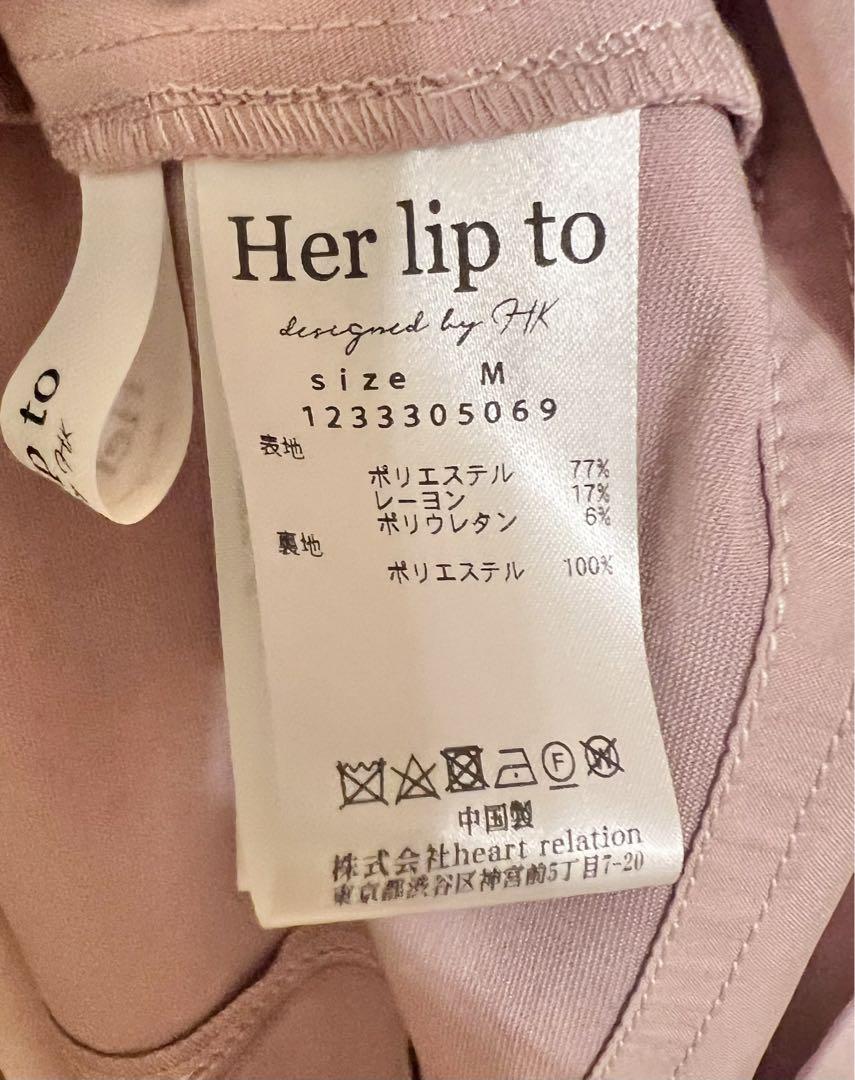 Her lip to
designed by HK
size M
1233305069
表地
ポリエステル 77%
レーヨン 17%
ポリウレタン 6%
裏地
ポリエステル 100%
F
W
中国製
株式会社heart relation
東京都渋谷区神宮前5丁目7-20
p to
HK